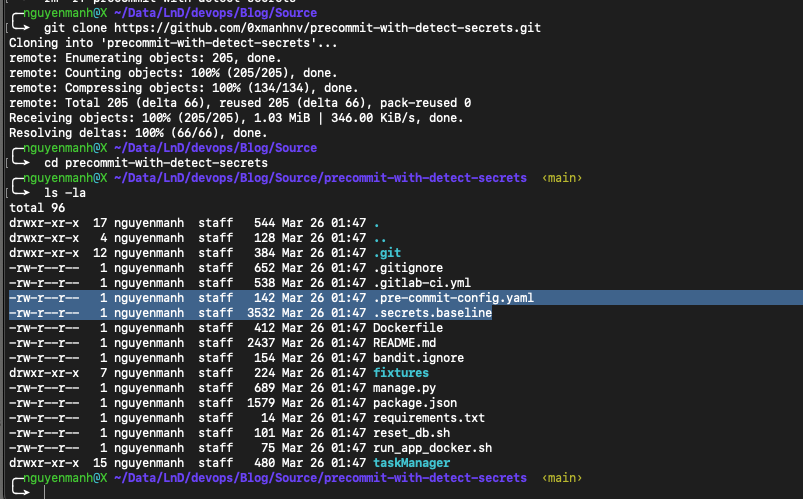 nguyenmanh@X ~/Data/LnD/devops/Blog/Source
git clone https://github.com/0xmanhnv/precommit-with-detect-secrets.git
Cloning into 'precommit-with-detect-secrets'...
remote: Enumerating objects: 205, done.
remote: Counting objects: 100% (205/205), done.
remote: Compressing objects: 100% (134/134), done.
remote: Total 205 (delta 66), reused 205 (delta 66), pack-reused 0
Receiving objects: 100% (205/205), 1.03 MiB | 346.00 KiB/s, done.
Resolving deltas: 100% (66/66), done.
nguyenmanh@X ~/Data/LnD/devops/Blog/Source
cd precommit-with-detect-secrets
nguyenmanh@X ~/Data/LnD/devops/Blog/Source/precommit-with-detect-secrets ‹main›
ls -la
total 96
drwxr-xr-x 17 nguyenmanh staff 544 Mar 26 01:47 .
drwxr-xr-x 4 nguyenmanh staff 128 Mar 26 01:47 ..
drwxr-xr-x 12 nguyenmanh staff 384 Mar 26 01:47 .git
-rw-r--r-- 1 nguyenmanh staff 652 Mar 26 01:47 .gitignore
-rw-r--r-- 1 nguyenmanh staff 538 Mar 26 01:47 .gitlab-ci.yml
-rw-r--r-- 1 nguyenmanh staff 142 Mar 26 01:47 .pre-commit-config.yaml
-rw-r--r-- 1 nguyenmanh staff 3532 Mar 26 01:47 .secrets.baseline
-rw-r--r-- 1 nguyenmanh staff 412 Mar 26 01:47 Dockerfile
-rw-r--r-- 1 nguyenmanh staff 2437 Mar 26 01:47 README.md
-rw-r--r-- 1 nguyenmanh staff 154 Mar 26 01:47 bandit.ignore
drwxr-xr-x 7 nguyenmanh staff 224 Mar 26 01:47 fixtures
-rw-r--r-- 1 nguyenmanh staff 689 Mar 26 01:47 manage.py
-rw-r--r-- 1 nguyenmanh staff 1579 Mar 26 01:47 package.json
-rw-r--r-- 1 nguyenmanh staff 14 Mar 26 01:47 requirements.txt
-rw-r--r-- 1 nguyenmanh staff 101 Mar 26 01:47 reset_db.sh
-rw-r--r-- 1 nguyenmanh staff 75 Mar 26 01:47 run_app_docker.sh
drwxr-xr-x 15 nguyenmanh staff 480 Mar 26 01:47 taskManager
nguyenmanh@X ~/Data/LnD/devops/Blog/Source/precommit-with-detect-secrets ‹main›